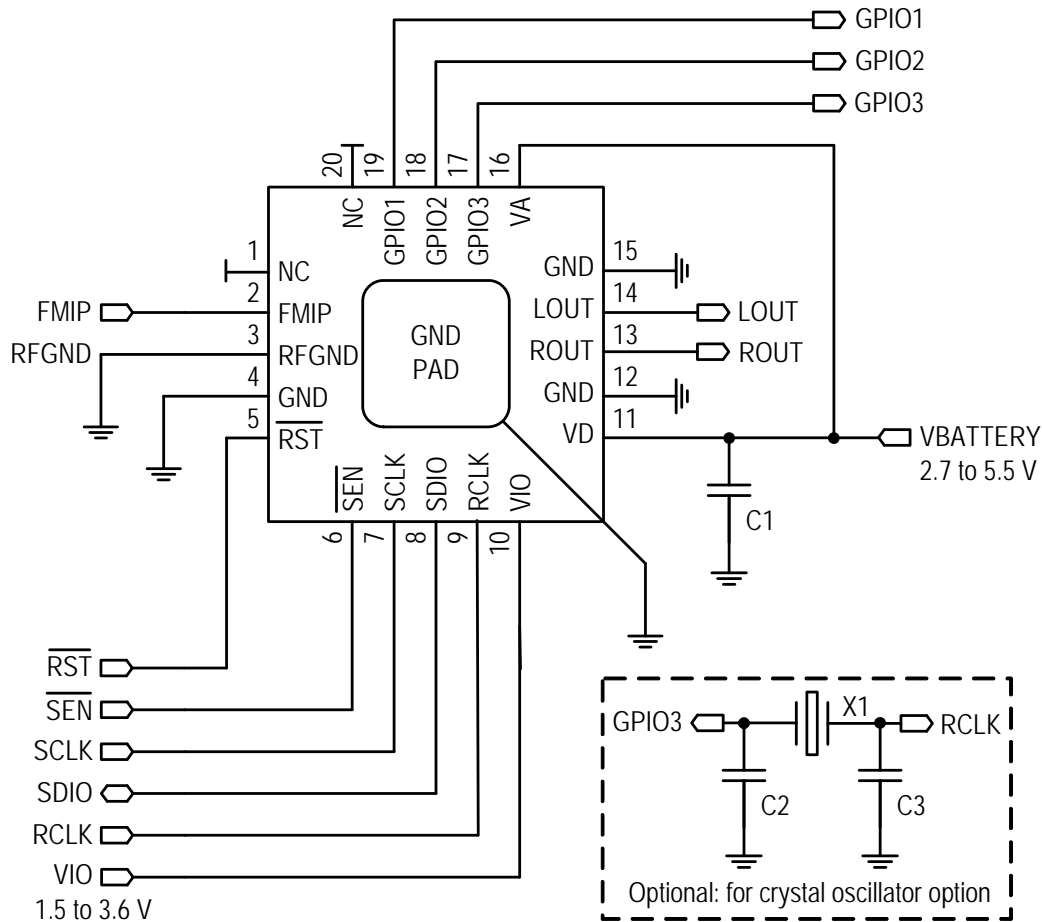 GPIO1
GPIO2
GPIO3
20
19
18
17
16
NC
GPIO1
GPIO2
GPIO3
VA
1
NC
FMIP
2
FMIP
RFGND
3
RFGND
4
GND
5
RST
GND
PAD
15
GND
14
LOUT
LOUT
13
ROUT
ROUT
12
GND
11
VD
VBATTERY
2.7 to 5.5 V
C1
SEN
SCLK
SDIO
RCLK
VIO
6
7
8
9
10
RST
SEN
SCLK
SDIO
RCLK
VIO
1.5 to 3.6 V
GPIO3
X1
RCLK
C2
C3
Optional: for crystal oscillator option